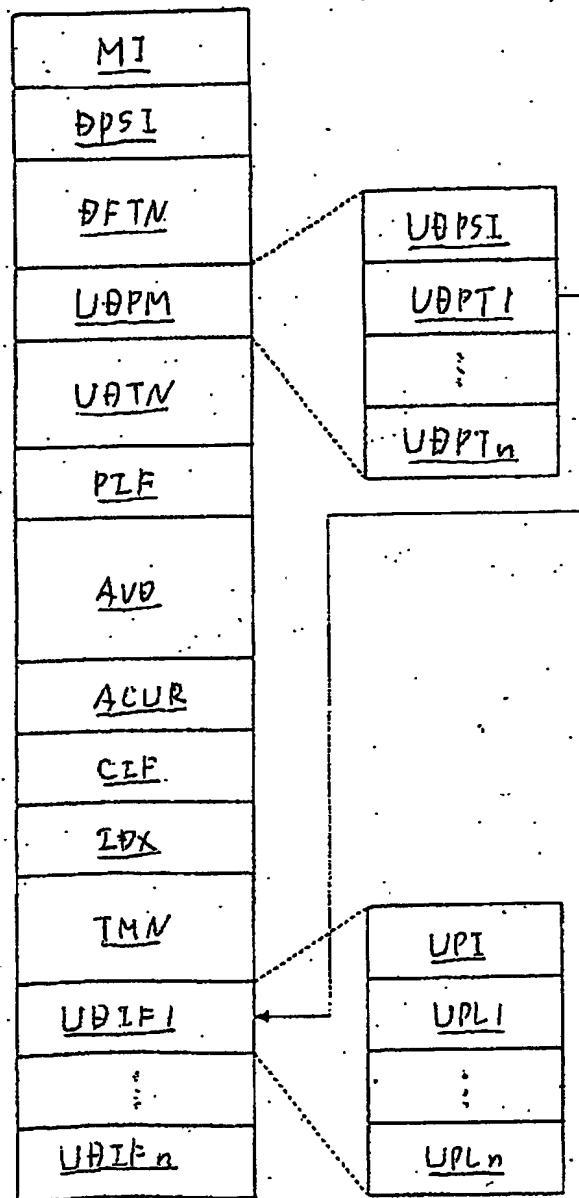 MI
DPSI
DFTN
UDPM
UDTN
PIF
AVD
ACUR
CIF
IDX
TMN
UDIF1
⋮
UDIFn
UDPSI
UDPT1
⋮
UDPTn
UPI
UPL1
⋮
UPLn